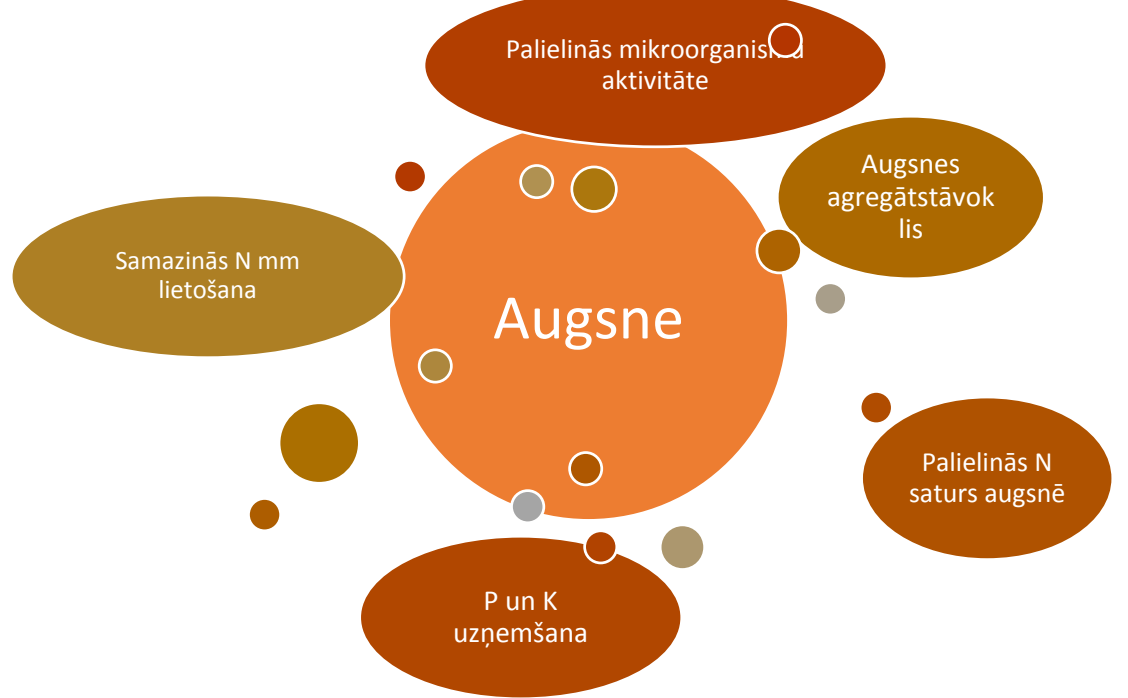 Palielinās mikroorganismu
aktivitāte
Augsnes
agregātstāvok
lis
Samazinās N mm
lietošana
Augsne
Palielinās N
saturs augsnē
P un K
uzņemšana